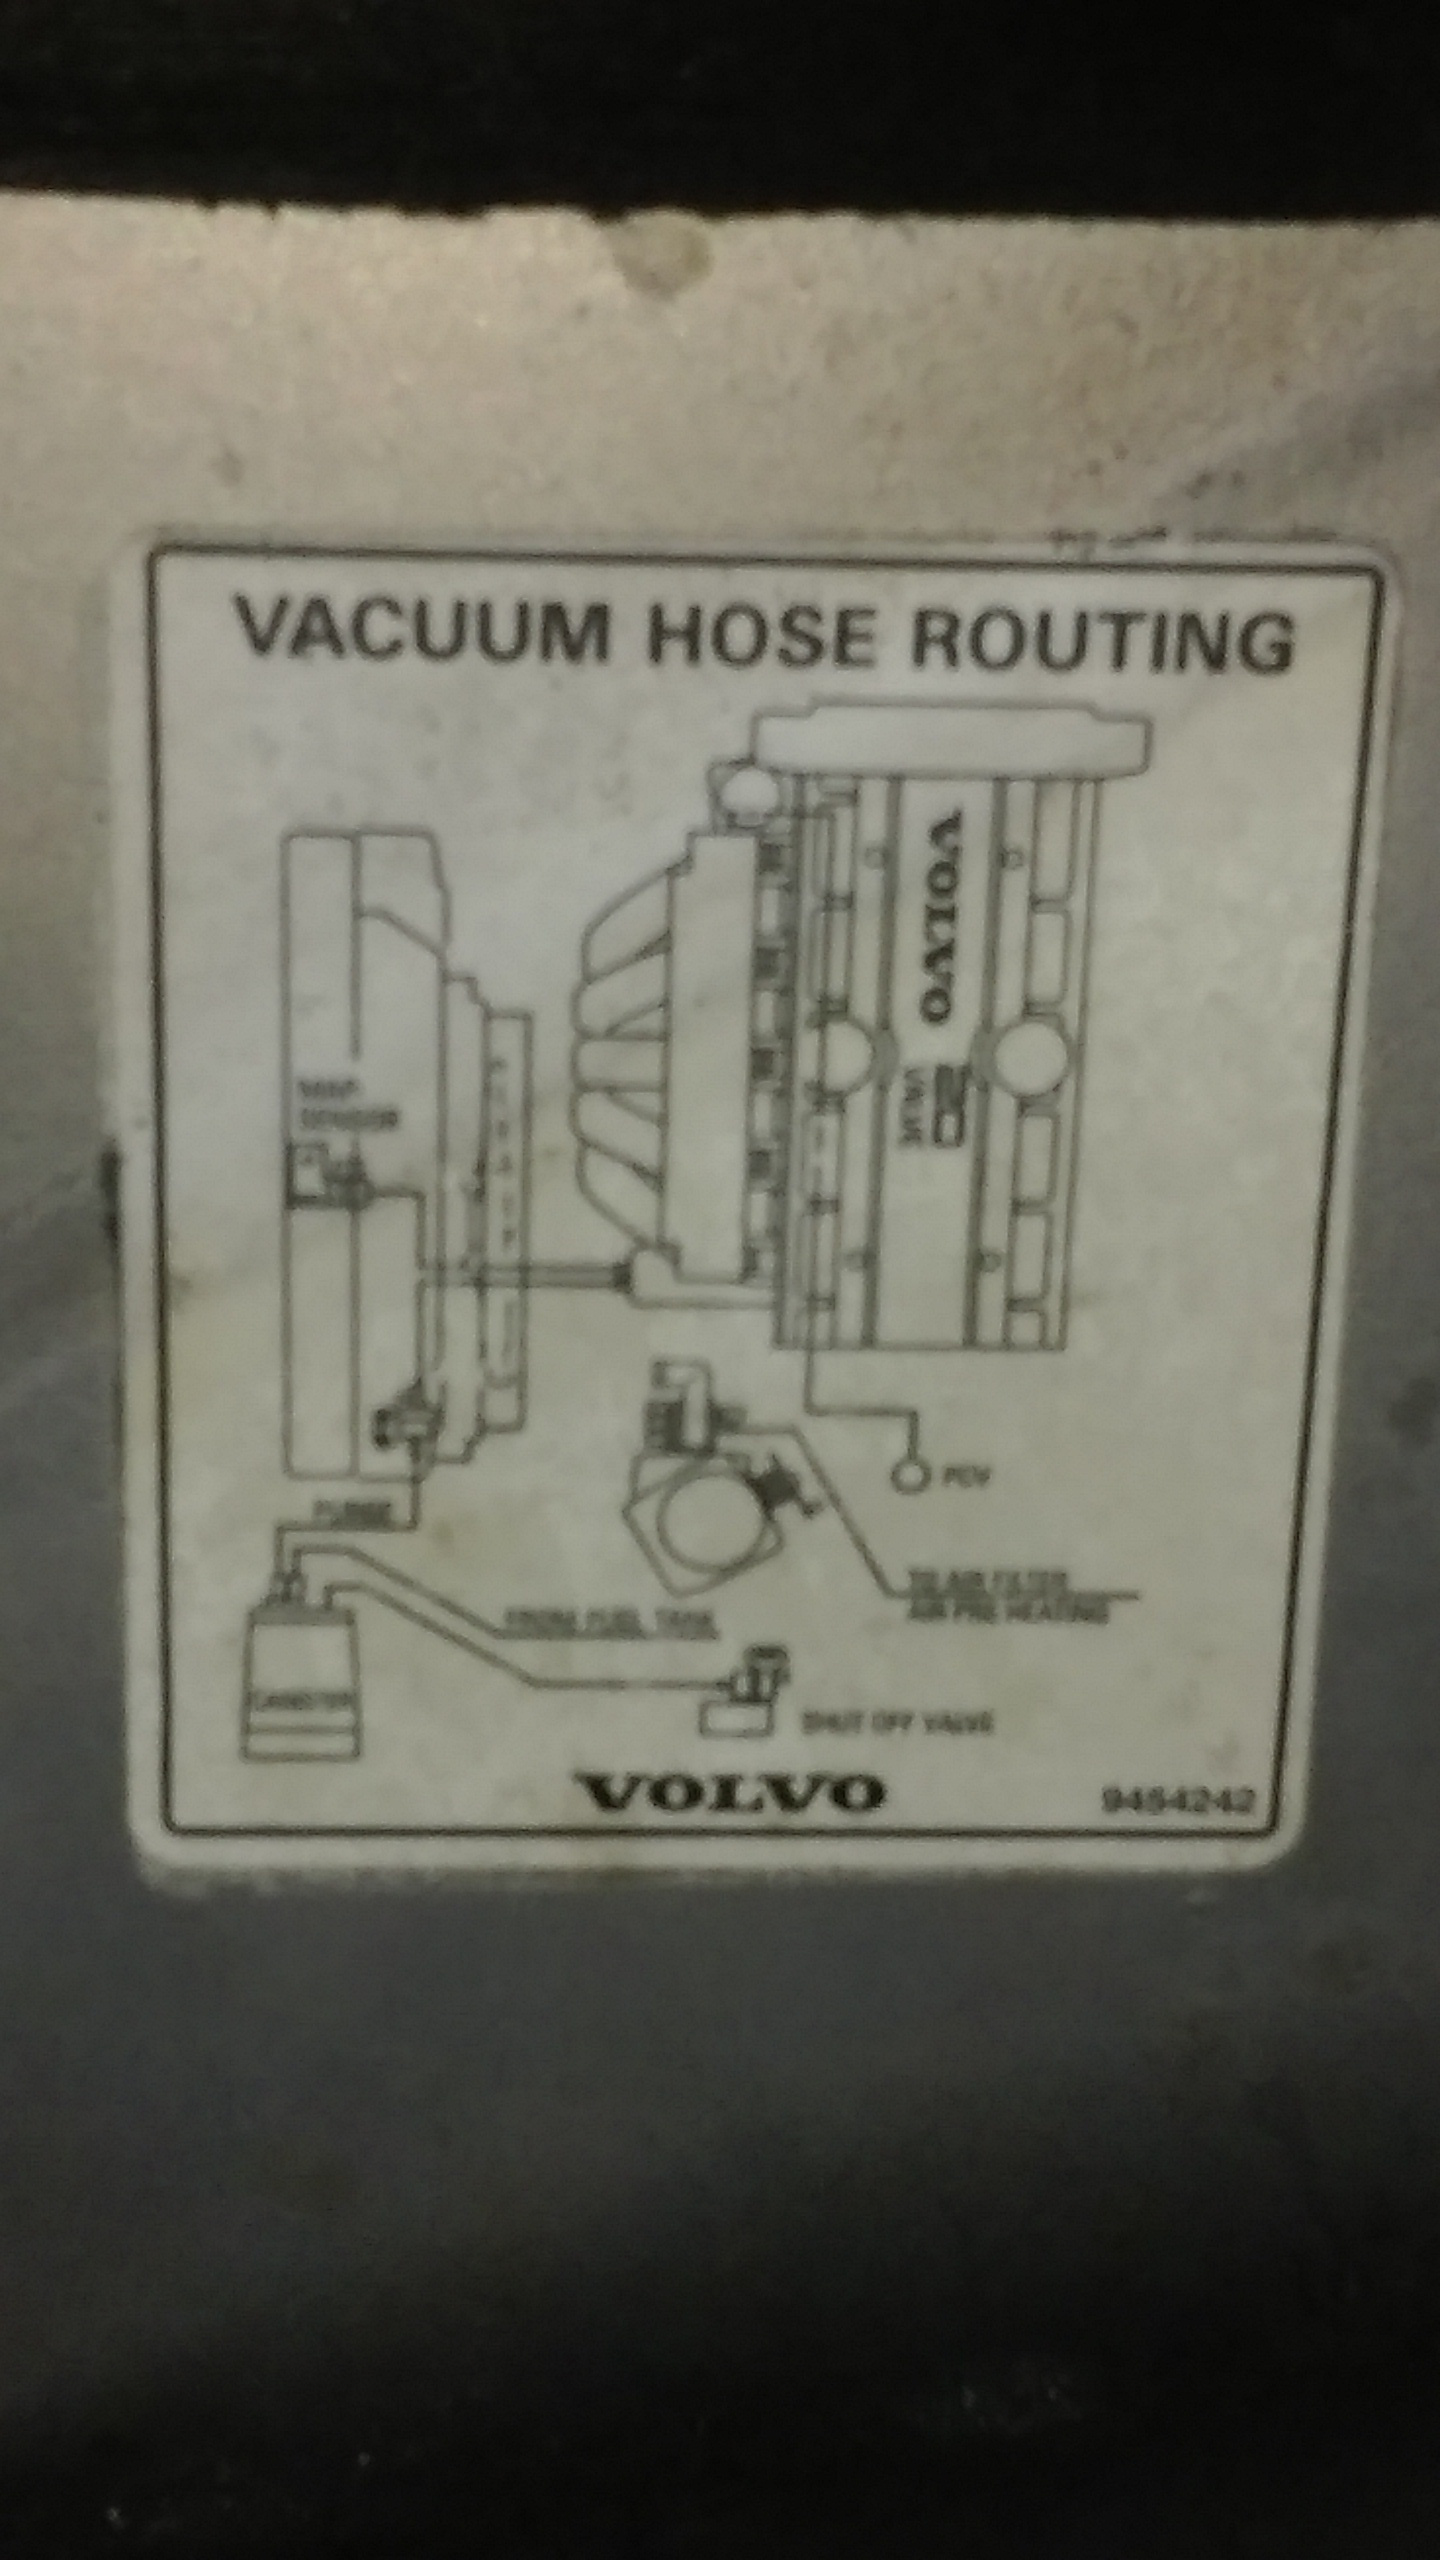 VACUUM HOSE ROUTING
VOLVO
VALVE
MAP
SENSOR
PCV
PURGE
TO AIR FILTER
AIR PRE HEATING
FROM FUEL TANK
CANISTER
SHUT OFF VALVE
VOLVO
9454242